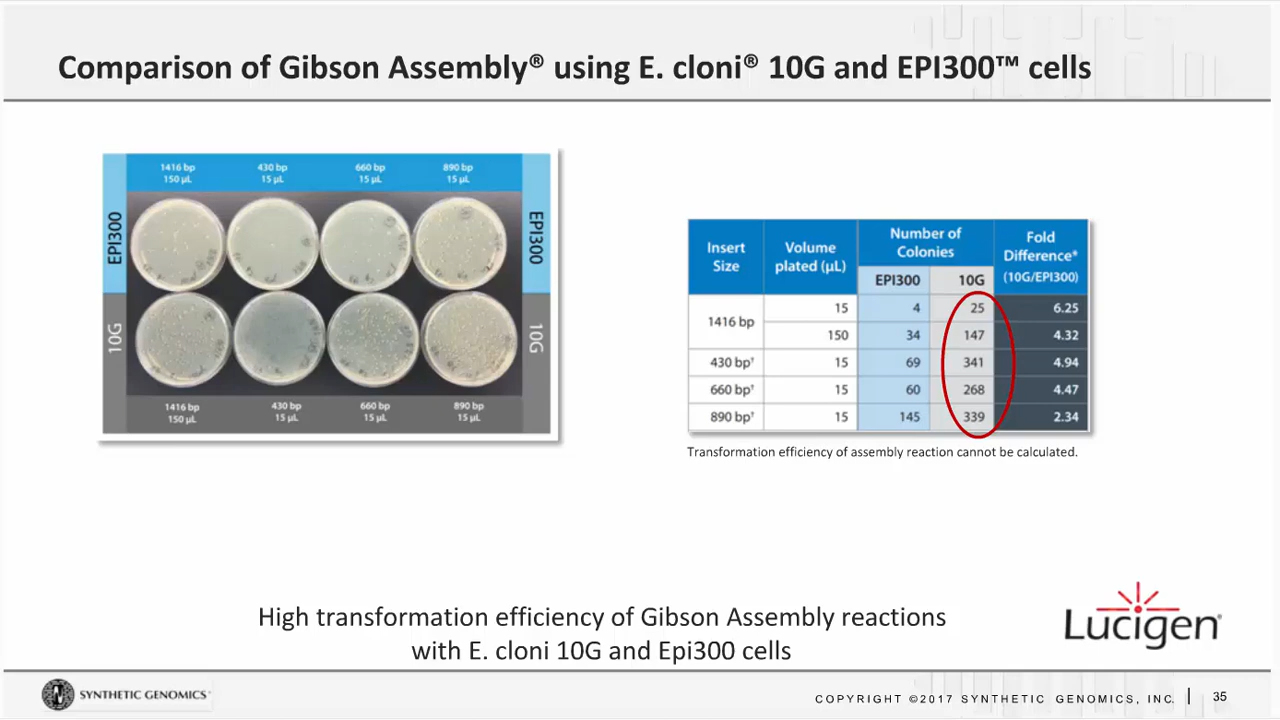 Comparison of Gibson Assembly® using E. cloni® 10G and EPI300™ cells
1416 bp 430 bp 660 bp 890 bp
150 µL 15 µL 15 µL 15 µL
EPI300 EPI300
10G 10G
1416 bp 430 bp 660 bp 890 bp
150 µL 15 µL 15 µL 15 µL
Insert Size Volume plated (µL) Number of Colonies Fold Difference* (10G/EPI300)
EPI300 10G
1416 bp 15 4 25 6.25
150 34 147 4.32
430 bp† 15 69 341 4.94
660 bp† 15 60 268 4.47
890 bp† 15 145 339 2.34
Transformation efficiency of assembly reaction cannot be calculated.
High transformation efficiency of Gibson Assembly reactions
with E. cloni 10G and Epi300 cells
Lucigen®
SYNTHETIC GENOMICS®
COPYRIGHT ©2017 SYNTHETIC GENOMICS, INC. | 35